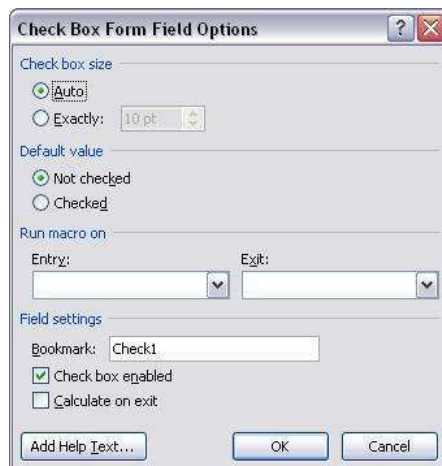 Check Box Form Field Options
Check box size
Auto
Exactly: 10 pt
Default value
Not checked
Checked
Run macro on
Entry: Exit:
Field settings
Bookmark: Check1
Check box enabled
Calculate on exit
Add Help Text... OK Cancel